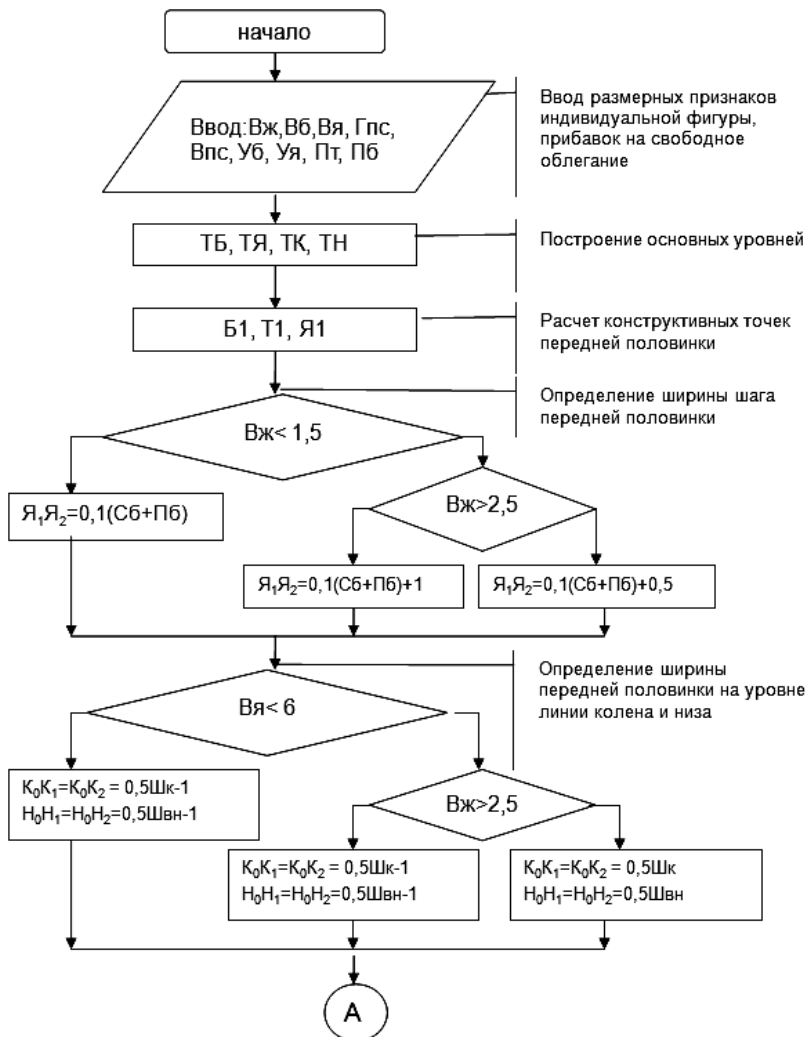 начало
Ввод:Вж,Вб,Вя, Гпс,
Впс, Уб, Уя, Пт, Пб
Ввод размерных признаков
индивидуальной фигуры,
прибавок на свободное
облегание
ТБ, ТЯ, ТК, ТН
Построение основных уровней
Б1, Т1, Я1
Расчет конструктивных точек
передней половинки
Определение ширины шага
передней половинки
Вж< 1,5
Вж>2,5
Я₁Я₂=0,1(Сб+Пб)
Я₁Я₂=0,1(Сб+Пб)+1
Я₁Я₂=0,1(Сб+Пб)+0,5
Определение ширины
передней половинки на уровне
линии колена и низа
Вя< 6
Вж>2,5
К₀К₁=К₀К₂ = 0,5Шк-1
Н₀Н₁=Н₀Н₂=0,5Швн-1
К₀К₁=К₀К₂ = 0,5Шк-1
Н₀Н₁=Н₀Н₂=0,5Швн-1
К₀К₁=К₀К₂ = 0,5Шк
Н₀Н₁=Н₀Н₂=0,5Швн
А